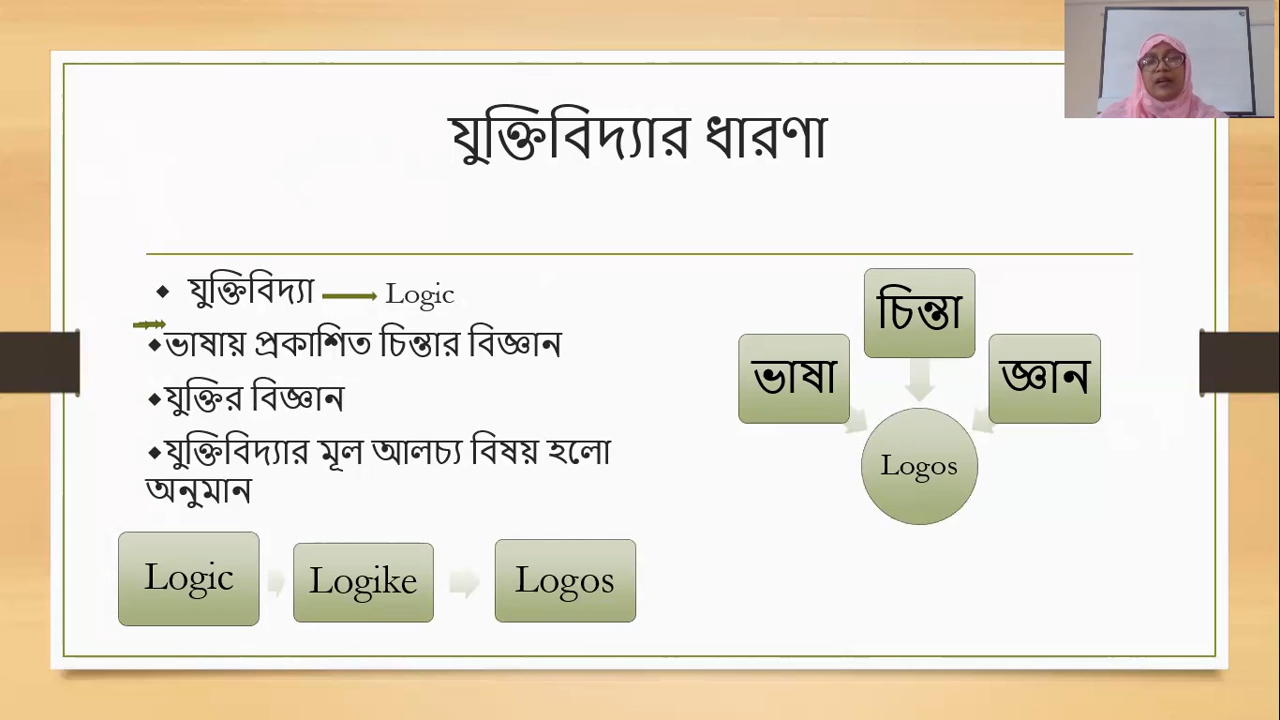 যুক্তিবিদ্যার ধারণা
◆ যুক্তিবিদ্যা → Logic
◆ভাষায় প্রকাশিত চিন্তার বিজ্ঞান
◆যুক্তির বিজ্ঞান
◆যুক্তিবিদ্যার মূল আলচ্য বিষয় হলো
অনুমান
Logic
Logike
Logos
চিন্তা
ভাষা
জ্ঞান
Logos